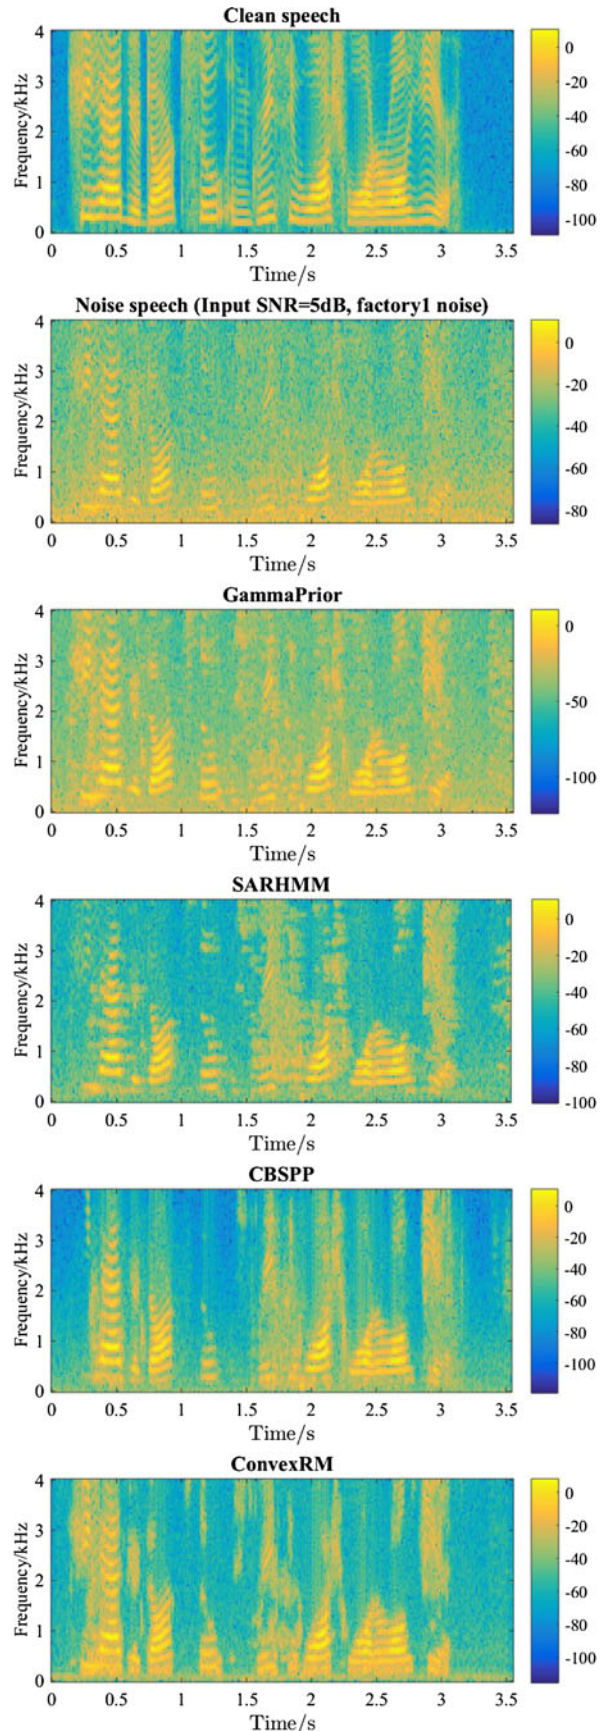 Clean speech
4
3
2
1
0
Frequency/kHz
0 0.5 1 1.5 2 2.5 3 3.5
Time/s
0
-20
-40
-60
-80
-100
Noise speech (Input SNR=5dB, factory1 noise)
4
3
2
1
0
Frequency/kHz
0 0.5 1 1.5 2 2.5 3 3.5
Time/s
0
-20
-40
-60
-80
GammaPrior
4
3
2
1
0
Frequency/kHz
0 0.5 1 1.5 2 2.5 3 3.5
Time/s
0
-50
-100
SARHMM
4
3
2
1
0
Frequency/kHz
0 0.5 1 1.5 2 2.5 3 3.5
Time/s
0
-20
-40
-60
-80
-100
CBSPP
4
3
2
1
0
Frequency/kHz
0 0.5 1 1.5 2 2.5 3 3.5
Time/s
0
-20
-40
-60
-80
-100
ConvexRM
4
3
2
1
0
Frequency/kHz
0 0.5 1 1.5 2 2.5 3 3.5
Time/s
0
-20
-40
-60
-80
-100